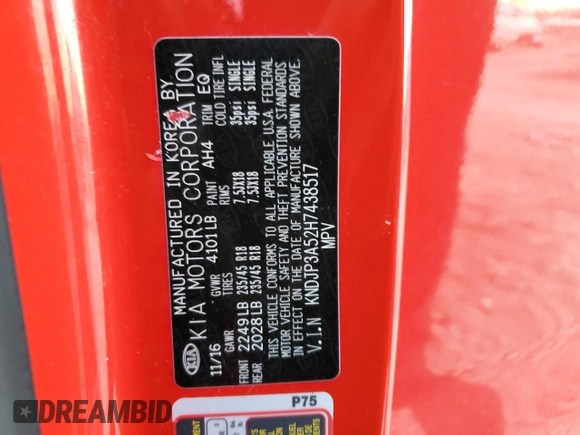 MANUFACTURED IN KOREA BY
KIA KIA MOTORS CORPORATION
11/16 GVWR 4101LB PAINT AH4 TRIM EQ
GAWR TIRES RIMS COLD TIRE INFL
FRONT 2249LB 235/45 R18 7.5JX18 35psi SINGLE
REAR 2028LB 235/45 R18 7.5JX18 35psi SINGLE
THIS VEHICLE CONFORMS TO ALL APPLICABLE U.S.A. FEDERAL
MOTOR VEHICLE SAFETY AND THEFT PREVENTION STANDARDS
IN EFFECT ON THE DATE OF MANUFACTURE SHOWN ABOVE.
V.I.N KNDJP3A52H7438517
MPV
P75
DREAMBID